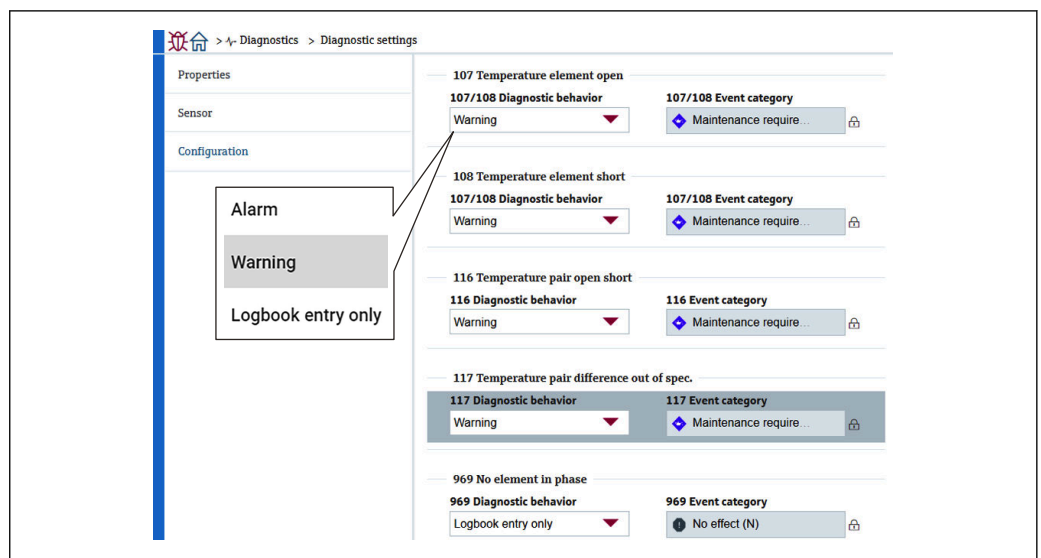 > Diagnostics > Diagnostic settings
Properties
Sensor
Configuration
Alarm
Warning
Logbook entry only
107 Temperature element open
107/108 Diagnostic behavior 107/108 Event category
Warning Maintenance require...
108 Temperature element short
107/108 Diagnostic behavior 107/108 Event category
Warning Maintenance require...
116 Temperature pair open short
116 Diagnostic behavior 116 Event category
Warning Maintenance require...
117 Temperature pair difference out of spec.
117 Diagnostic behavior 117 Event category
Warning Maintenance require...
969 No element in phase
969 Diagnostic behavior 969 Event category
Logbook entry only No effect (N)